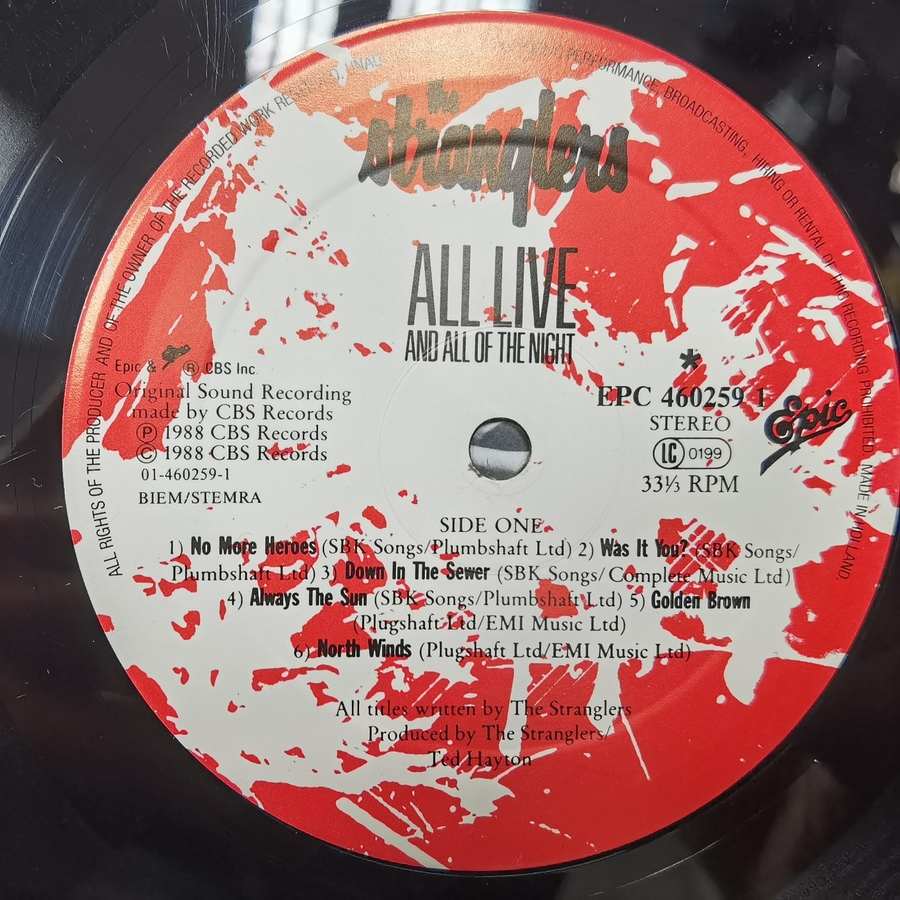 ALL RIGHTS OF THE PRODUCER AND OF THE OWNER OF THE RECORDED WORK
PERFORMANCE, BROADCASTING, HIRING OR RENTAL OF THIS RECORDING PROHIBITED. MADE IN HOLLAND.
the
stranglers
ALL LIVE
AND ALL OF THE NIGHT
Epic & ® CBS Inc.
Original Sound Recording
made by CBS Records
℗ 1988 CBS Records
© 1988 CBS Records
01-460259-1
BIEM/STEMRA
*
EPC 460259 1
STEREO
LC 0199
33⅓ RPM
Epic
SIDE ONE
1) No More Heroes (SBK Songs/Plumbshaft Ltd) 2) Was It You? (SBK Songs/
Plumbshaft Ltd) 3) Down In The Sewer (SBK Songs/Complete Music Ltd)
4) Always The Sun (SBK Songs/Plumbshaft Ltd) 5) Golden Brown
(Plugshaft Ltd/EMI Music Ltd)
6) North Winds (Plugshaft Ltd/EMI Music Ltd)
All titles written by The Stranglers
Produced by The Stranglers/
Ted Hayton